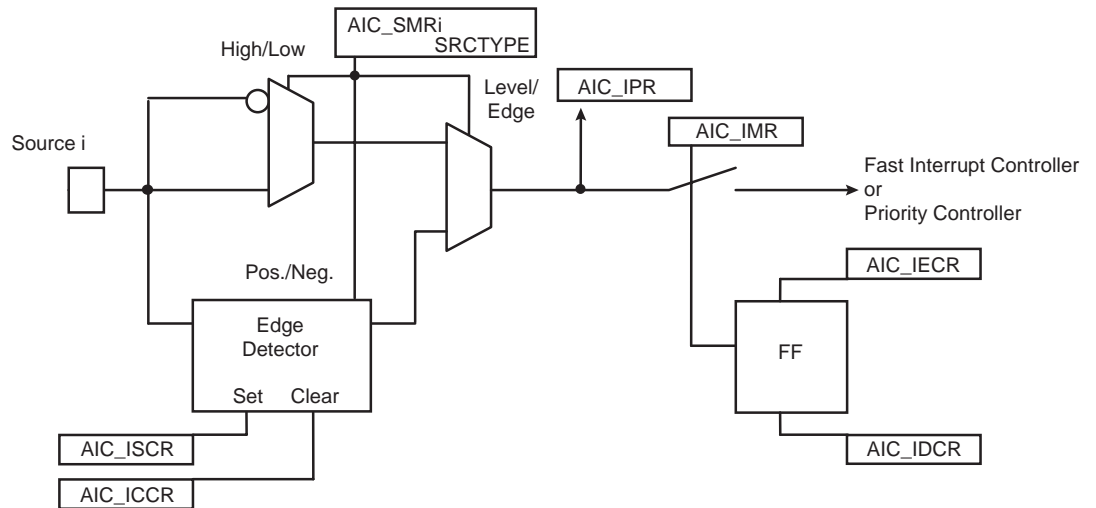 AIC_SMRi
SRCTYPE
High/Low
Level/
Edge
AIC_IPR
AIC_IMR
Source i
Fast Interrupt Controller
or
Priority Controller
Pos./Neg.
AIC_IECR
Edge
Detector
FF
Set Clear
AIC_ISCR
AIC_IDCR
AIC_ICCR